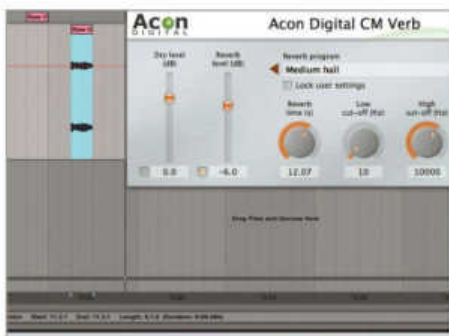 Acon
DIGITAL
Acon Digital CM Verb
Dry level
(dB)
Reverb
level (dB)
Reverb program
Medium hall
Lock user settings
Reverb
time (s)
Low
cut-off (Hz)
High
cut-off (Hz)
0.0
-6.0
12.07
10
10000
Drag Files and Devices Here